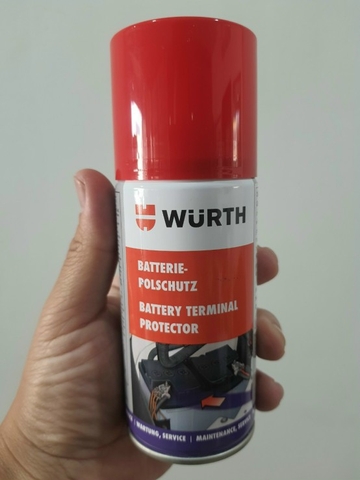 WÜRTH
BATTERIE-
POLSCHUTZ
BATTERY TERMINAL
PROTECTOR
| WARTUNG, SERVICE | MAINTENANCE,